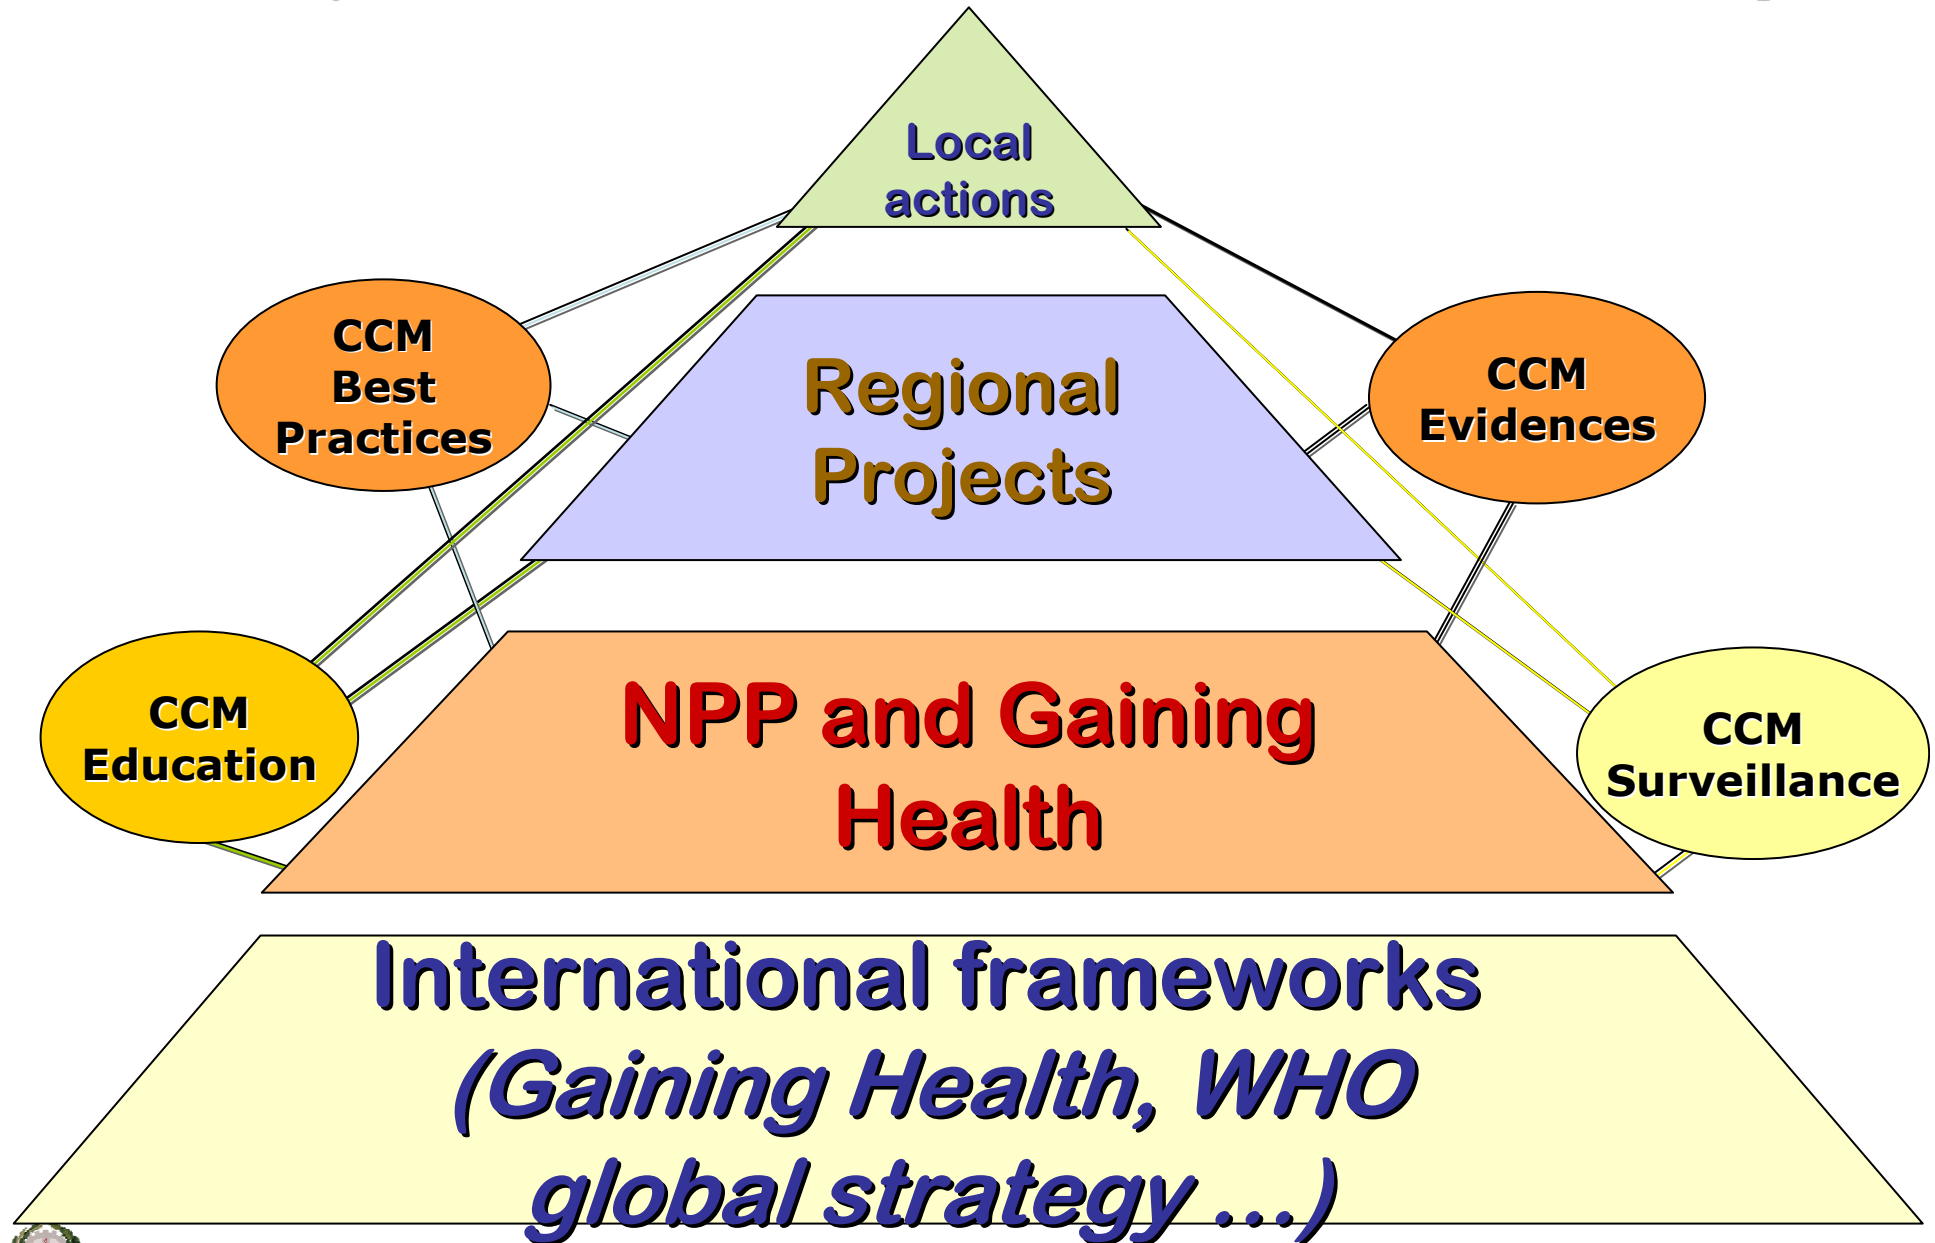 Local
actions
CCM
Best
Practices
Regional
Projects
CCM
Evidences
CCM
Education
NPP and Gaining
Health
CCM
Surveillance
International frameworks
(Gaining Health, WHO
global strategy ...)